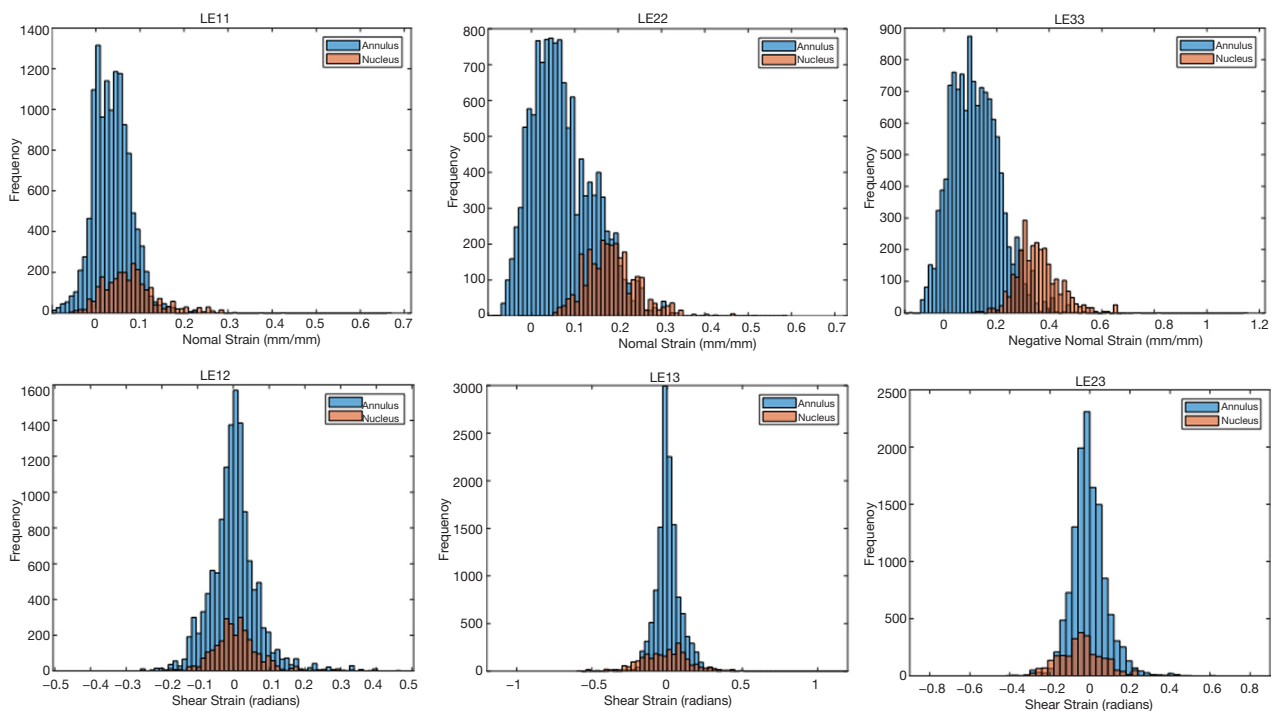 LE11
1400
1200
1000
800
600
400
200
0
Frequenoy
Annulus
Nucleus
0 0.1 0.2 0.3 0.4 0.5 0.6 0.7
Nomal Strain (mm/mm)
LE22
800
700
600
500
400
300
200
100
0
Frequenoy
Annulus
Nucleus
0 0.1 0.2 0.3 0.4 0.5 0.6 0.7
Nomal Strain (mm/mm)
LE33
900
800
700
600
500
400
300
200
100
0
Frequenoy
Annulus
Nucleus
0 0.2 0.4 0.6 0.8 1 1.2
Negative Nomal Strain (mm/mm)
LE12
1600
1400
1200
1000
800
600
400
200
0
Frequenoy
Annulus
Nucleus
−0.5 −0.4 −0.3 −0.2 −0.1 0 0.1 0.2 0.3 0.4 0.5
Shear Strain (radians)
LE13
3000
2500
2000
1500
1000
500
0
Frequenoy
Annulus
Nucleus
−1 −0.5 0 0.5 1
Shear Strain (radians)
LE23
2500
2000
1500
1000
500
0
Frequenoy
Annulus
Nucleus
−0.8 −0.6 −0.4 −0.2 0 0.2 0.4 0.6 0.8
Shear Strain (radians)